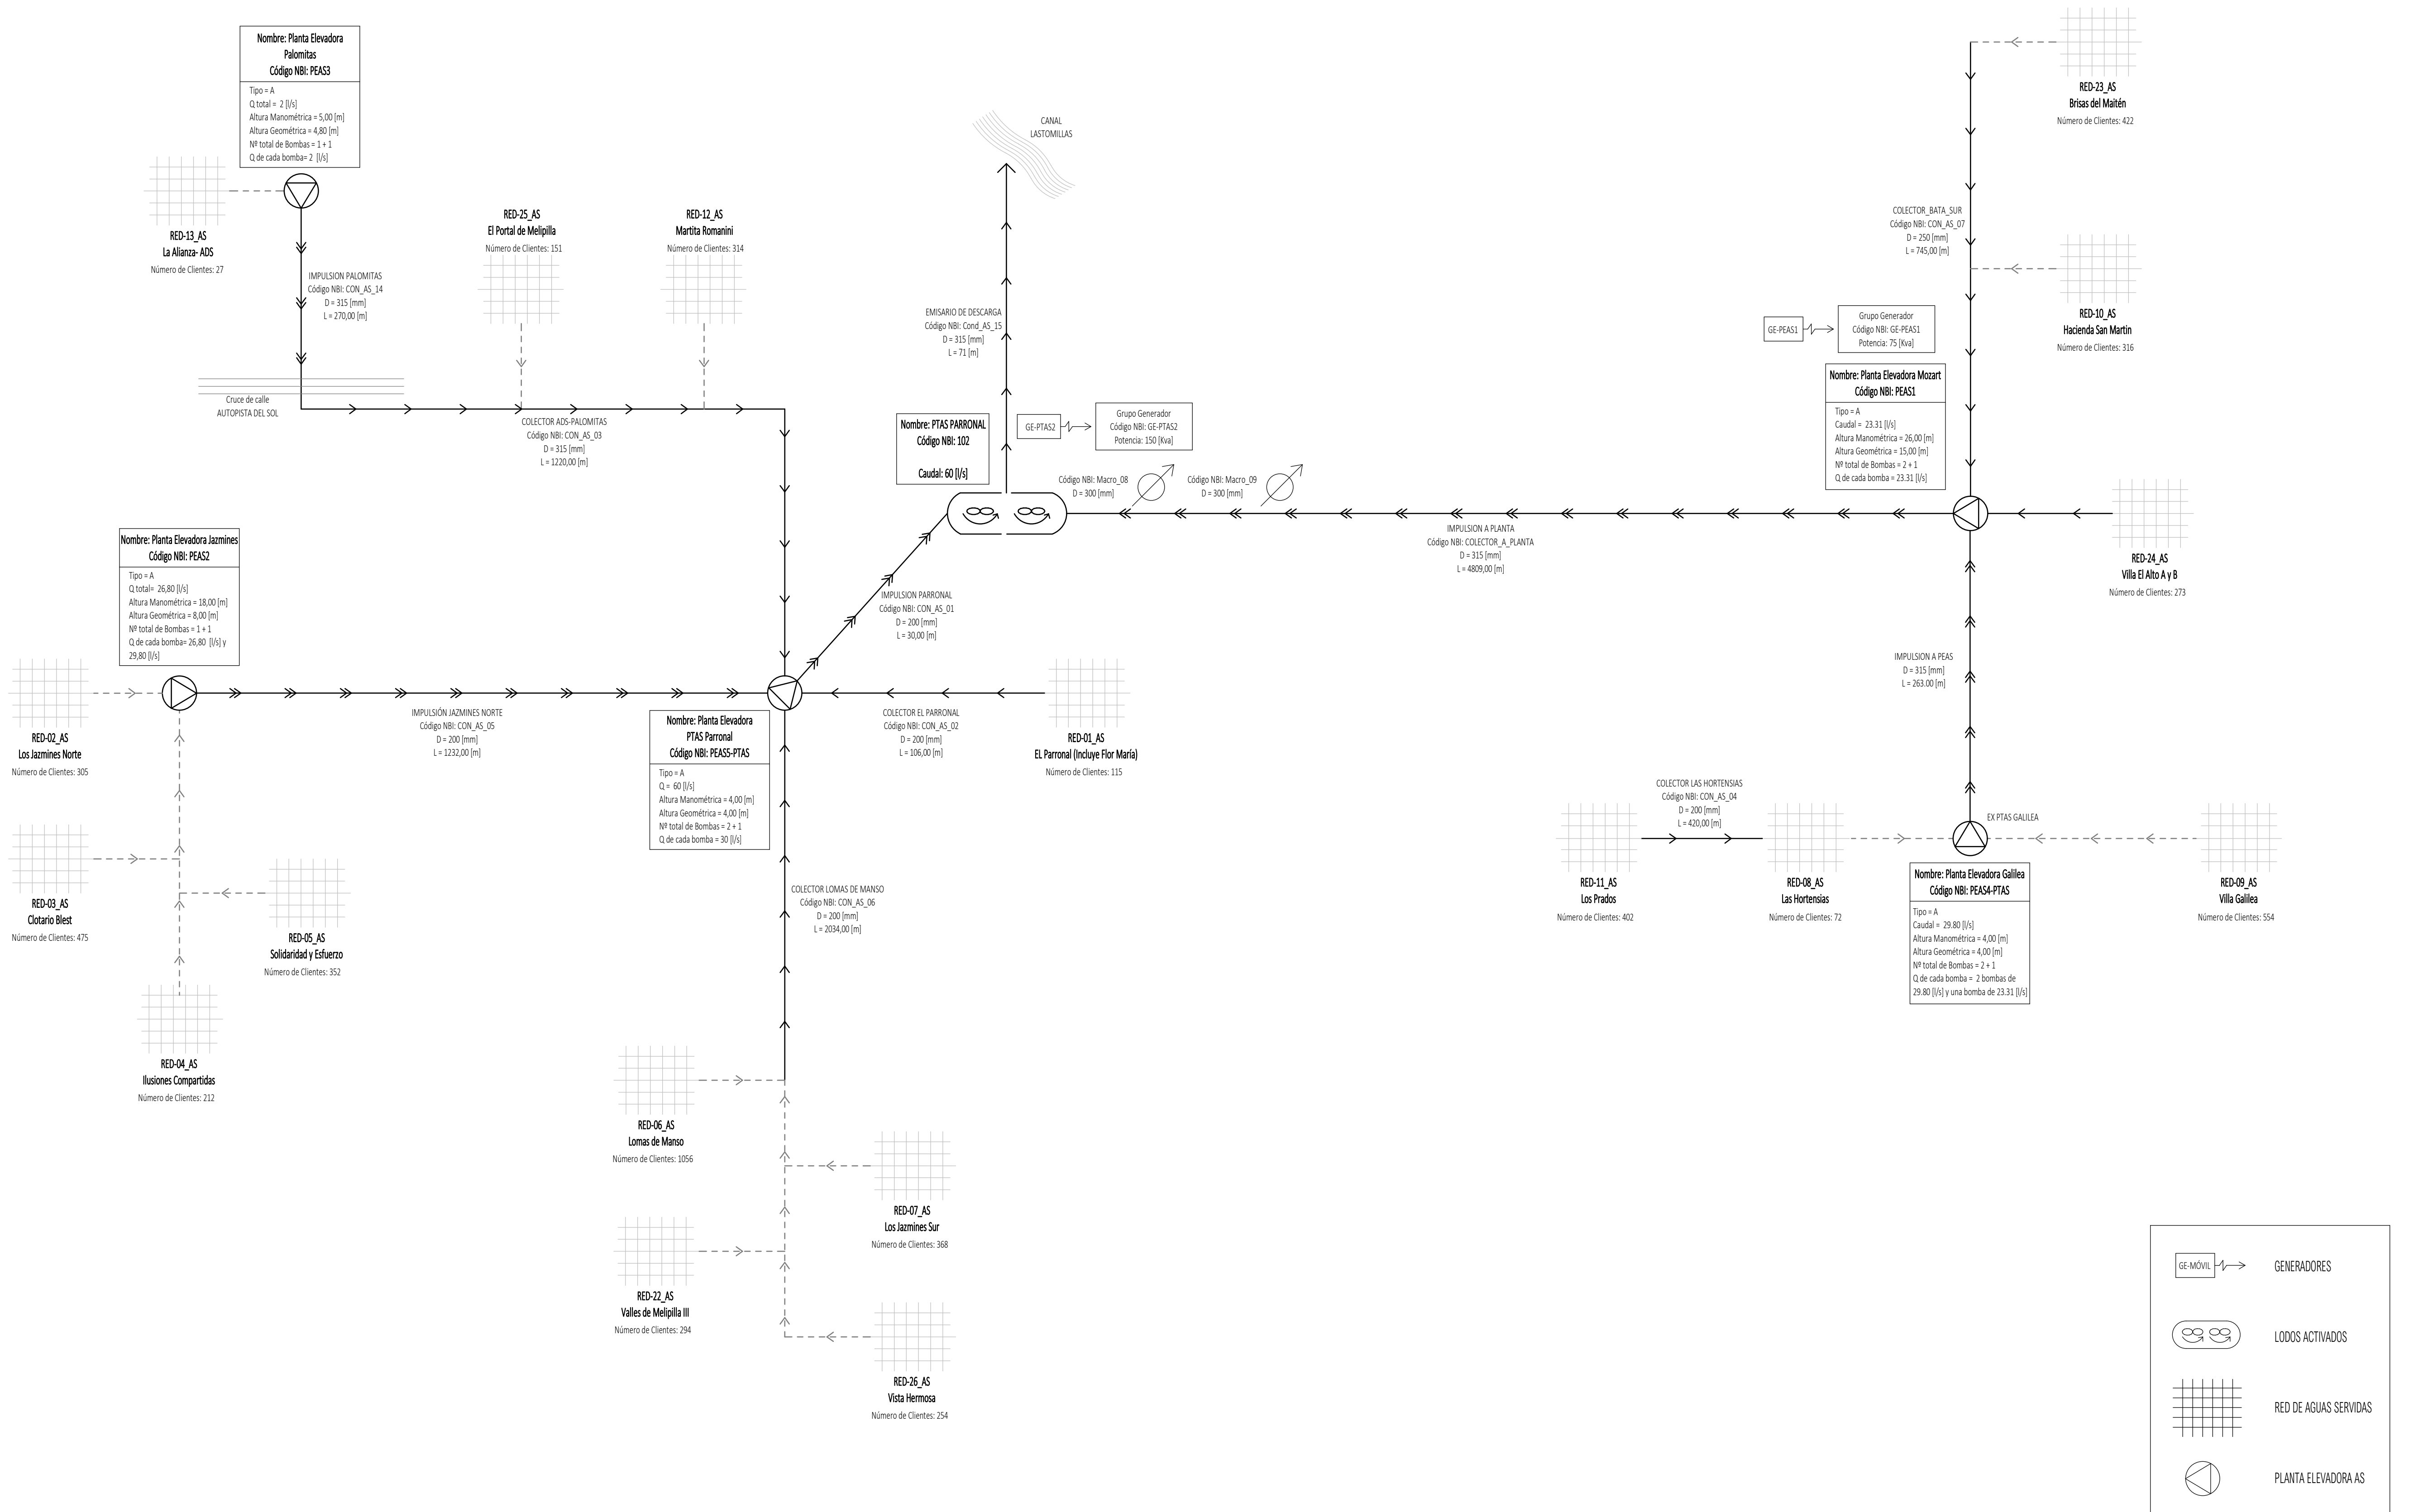 Nombre: Planta Elevadora
Palomitas
Código NBI: PEAS3
Tipo = A
Q total =  2 [l/s]
Altura Manométrica = 5,00 [m]
Altura Geométrica = 4,80 [m]
Nº total de Bombas = 1 + 1
Q de cada bomba= 2  [l/s]
RED-13_AS
La Alianza- ADS
Número de Clientes: 27
IMPULSION PALOMITAS
Código NBI: CON_AS_14
D = 315 [mm]
L = 270,00 [m]
Cruce de calle
AUTOPISTA DEL SOL
RED-25_AS
El Portal de Melipilla
Número de Clientes: 151
RED-12_AS
Martita Romanini
Número de Clientes: 314
COLECTOR ADS-PALOMITAS
Código NBI: CON_AS_03
D = 315 [mm]
L = 1220,00 [m]
CANAL
LASTOMILLAS
EMISARIO DE DESCARGA
Código NBI: Cond_AS_15
D = 315 [mm]
L = 71 [m]
Nombre: PTAS PARRONAL
Código NBI: 102
Caudal: 60 [l/s]
GE-PTAS2
Grupo Generador
Código NBI: GE-PTAS2
Potencia: 150 [Kva]
Código NBI: Macro_08
D = 300 [mm]
Código NBI: Macro_09
D = 300 [mm]
IMPULSION A PLANTA
Código NBI: COLECTOR_A_PLANTA
D = 315 [mm]
L = 4809,00 [m]
RED-23_AS
Brisas del Maitén
Número de Clientes: 422
COLECTOR_BATA_SUR
Código NBI: CON_AS_07
D = 250 [mm]
L = 745,00 [m]
RED-10_AS
Hacienda San Martin
Número de Clientes: 316
GE-PEAS1
Grupo Generador
Código NBI: GE-PEAS1
Potencia: 75 [Kva]
Nombre: Planta Elevadora Mozart
Código NBI: PEAS1
Tipo = A
Caudal =  23.31 [l/s]
Altura Manométrica = 26,00 [m]
Altura Geométrica = 15,00 [m]
Nº total de Bombas = 2 + 1
Q de cada bomba = 23.31 [l/s]
RED-24_AS
Villa El Alto A y B
Número de Clientes: 273
Nombre: Planta Elevadora Jazmines
Código NBI: PEAS2
Tipo = A
Q total=  26,80 [l/s]
Altura Manométrica = 18,00 [m]
Altura Geométrica = 8,00 [m]
Nº total de Bombas = 1 + 1
Q de cada bomba= 26,80  [l/s] y
29,80 [l/s]
RED-02_AS
Los Jazmines Norte
Número de Clientes: 305
IMPULSIÓN JAZMINES NORTE
Código NBI: CON_AS_05
D = 200 [mm]
L = 1232,00 [m]
IMPULSION PARRONAL
Código NBI: CON_AS_01
D = 200 [mm]
L = 30,00 [m]
Nombre: Planta Elevadora
PTAS Parronal
Código NBI: PEAS5-PTAS
Tipo = A
Q =  60 [l/s]
Altura Manométrica = 4,00 [m]
Altura Geométrica = 4,00 [m]
Nº total de Bombas = 2 + 1
Q de cada bomba = 30 [l/s]
COLECTOR EL PARRONAL
Código NBI: CON_AS_02
D = 200 [mm]
L = 106,00 [m]
RED-01_AS
EL Parronal (Incluye Flor María)
Número de Clientes: 115
IMPULSION A PEAS
D = 315 [mm]
L = 263.00 [m]
COLECTOR LAS HORTENSIAS
Código NBI: CON_AS_04
D = 200 [mm]
L = 420,00 [m]
RED-11_AS
Los Prados
Número de Clientes: 402
RED-08_AS
Las Hortensias
Número de Clientes: 72
EX PTAS GALILEA
Nombre: Planta Elevadora Galilea
Código NBI: PEAS4-PTAS
Tipo = A
Caudal =  29.80 [l/s]
Altura Manométrica = 4,00 [m]
Altura Geométrica = 4,00 [m]
Nº total de Bombas = 2 + 1
Q de cada bomba =  2 bombas de
29.80 [l/s] y una bomba de 23.31 [l/s]
RED-09_AS
Villa Galilea
Número de Clientes: 554
RED-03_AS
Clotario Blest
Número de Clientes: 475
RED-05_AS
Solidaridad y Esfuerzo
Número de Clientes: 352
RED-04_AS
Ilusiones Compartidas
Número de Clientes: 212
COLECTOR LOMAS DE MANSO
Código NBI: CON_AS_06
D = 200 [mm]
L = 2034,00 [m]
RED-06_AS
Lomas de Manso
Número de Clientes: 1056
RED-07_AS
Los Jazmines Sur
Número de Clientes: 368
RED-22_AS
Valles de Melipilla III
Número de Clientes: 294
RED-26_AS
Vista Hermosa
Número de Clientes: 254
GE-MÓVIL
GENERADORES
LODOS ACTIVADOS
RED DE AGUAS SERVIDAS
PLANTA ELEVADORA AS